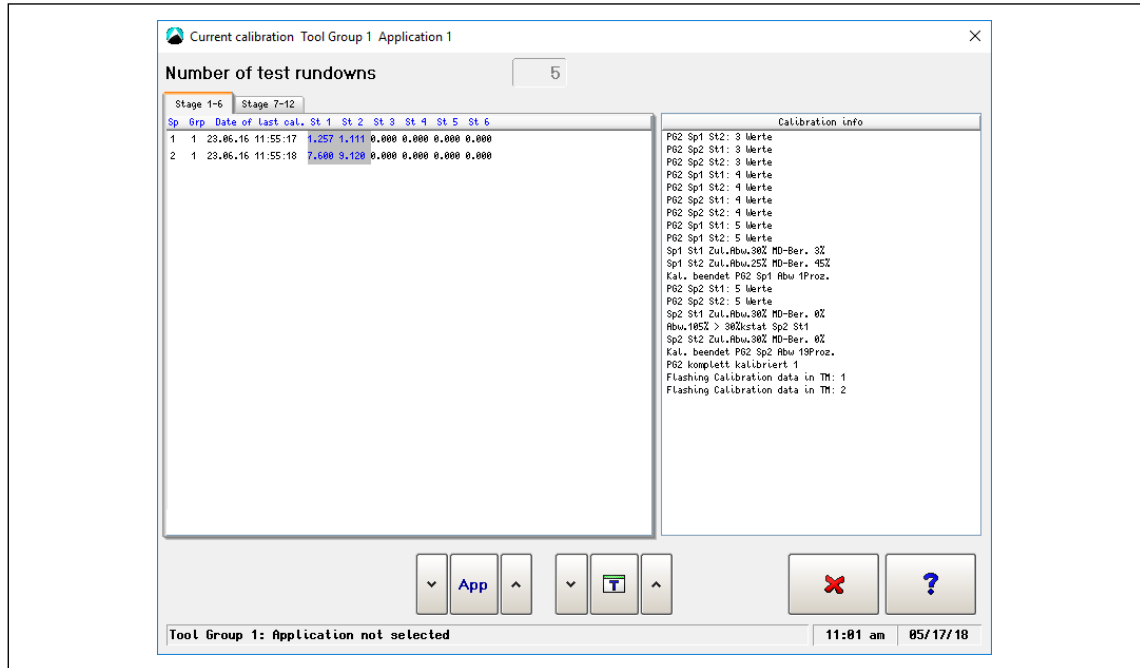 Current calibration Tool Group 1 Application 1
Number of test rundowns 5
Stage 1-6 Stage 7-12
Sp Grp Date of last cal. St 1 St 2 St 3 St 4 St 5 St 6
1 1 23.06.16 11:55:17 1.257 1.111 0.000 0.000 0.000 0.000
2 1 23.06.16 11:55:18 7.600 9.120 0.000 0.000 0.000 0.000
Calibration info
PG2 Sp1 St2: 3 Werte
PG2 Sp2 St1: 3 Werte
PG2 Sp2 St2: 3 Werte
PG2 Sp1 St1: 4 Werte
PG2 Sp1 St2: 4 Werte
PG2 Sp2 St1: 4 Werte
PG2 Sp2 St2: 4 Werte
PG2 Sp1 St1: 5 Werte
PG2 Sp1 St2: 5 Werte
Sp1 St1 Zul.Abw.30% MD-Ber. 3%
Sp1 St2 Zul.Abw.25% MD-Ber. 45%
Kal. beendet PG2 Sp1 Abw 1Proz.
PG2 Sp2 St1: 5 Werte
PG2 Sp2 St2: 5 Werte
Sp2 St1 Zul.Abw.30% MD-Ber. 0%
Abw.105% > 30%kstat Sp2 St1
Sp2 St2 Zul.Abw.30% MD-Ber. 0%
Kal. beendet PG2 Sp2 Abw 19Proz.
PG2 komplett kalibriert 1
Flashing Calibration data in TM: 1
Flashing Calibration data in TM: 2
App T ?
Tool Group 1: Application not selected 11:01 am 05/17/18